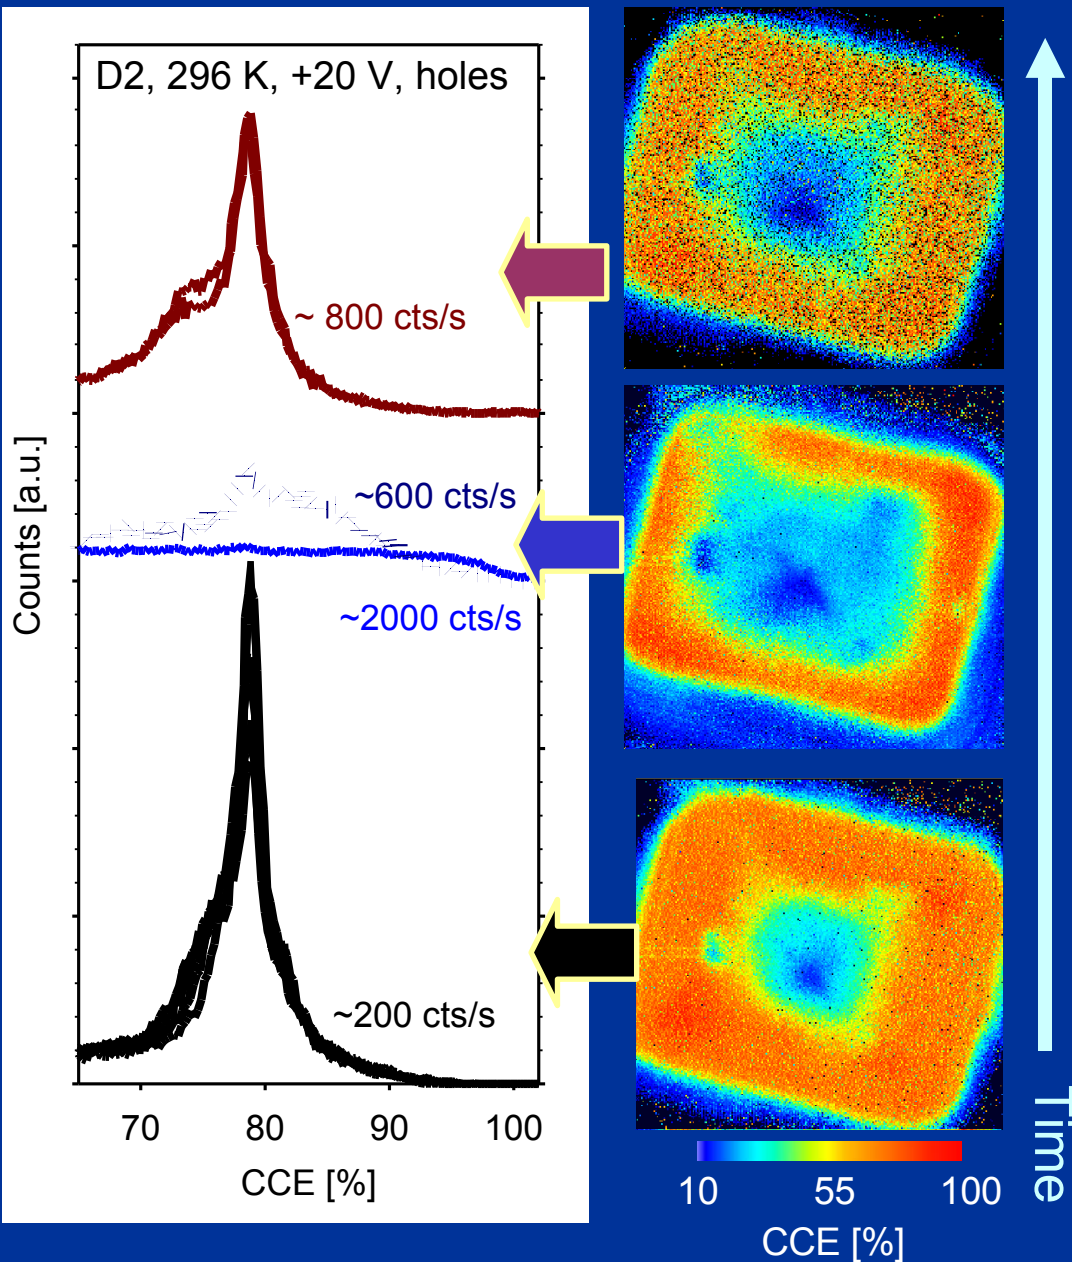 D2, 296 K, +20 V, holes
~ 800 cts/s
~600 cts/s
~2000 cts/s
~200 cts/s
Counts [a.u.]
70 80 90 100
CCE [%]
10 55 100
CCE [%]
Time